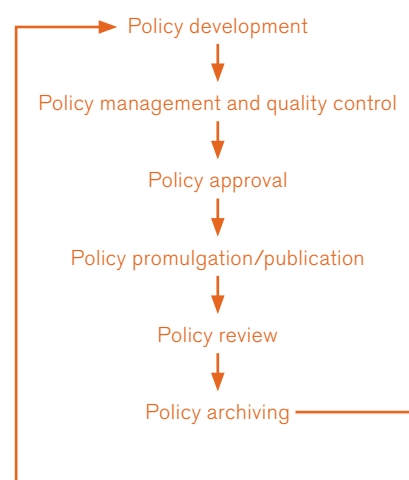 Policy development
Policy management and quality control
Policy approval
Policy promulgation/publication
Policy review
Policy archiving